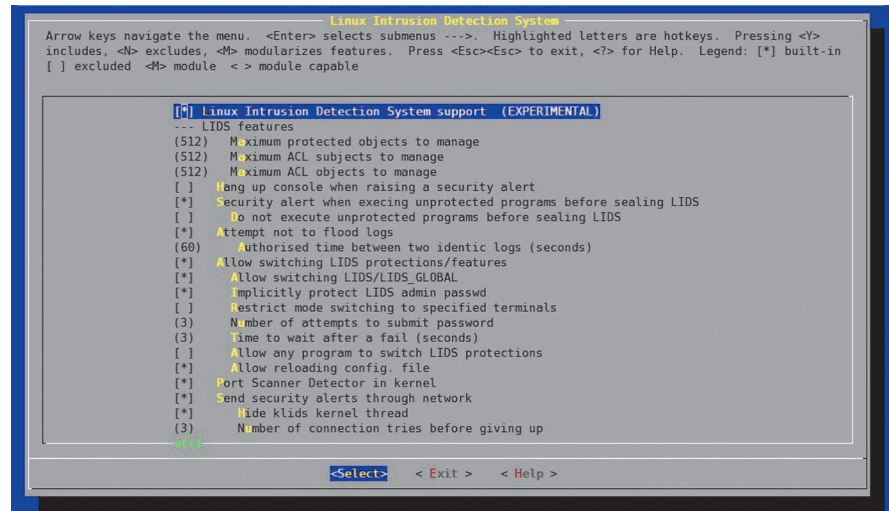 Linux Intrusion Detection System
Arrow keys navigate the menu. <Enter> selects submenus --->. Highlighted letters are hotkeys. Pressing <Y>
includes, <N> excludes, <M> modularizes features. Press <Esc><Esc> to exit, <?> for Help. Legend: [*] built-in
[ ] excluded <M> module < > module capable
[*] Linux Intrusion Detection System support (EXPERIMENTAL)
--- LIDS features
(512) Maximum protected objects to manage
(512) Maximum ACL subjects to manage
(512) Maximum ACL objects to manage
[ ] Hang up console when raising a security alert
[*] Security alert when execing unprotected programs before sealing LIDS
[ ] Do not execute unprotected programs before sealing LIDS
[*] Attempt not to flood logs
(60) Authorised time between two identic logs (seconds)
[*] Allow switching LIDS protections/features
[*] Allow switching LIDS/LIDS_GLOBAL
[*] Implicitly protect LIDS admin passwd
[ ] Restrict mode switching to specified terminals
(3) Number of attempts to submit password
(3) Time to wait after a fail (seconds)
[ ] Allow any program to switch LIDS protections
[*] Allow reloading config. file
[*] Port Scanner Detector in kernel
[*] Send security alerts through network
[*] Hide klids kernel thread
(3) Number of connection tries before giving up
v(+)
<Select> < Exit > < Help >